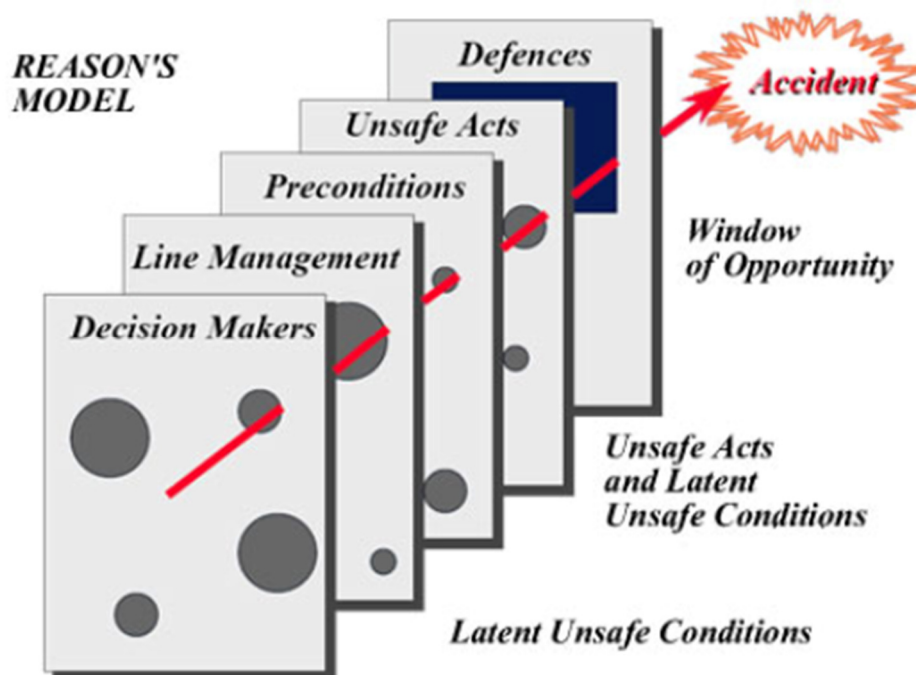 REASON'S
MODEL
Defences
Accident
Unsafe Acts
Preconditions
Window
of Opportunity
Line Management
Decision Makers
Unsafe Acts
and Latent
Unsafe Conditions
Latent Unsafe Conditions